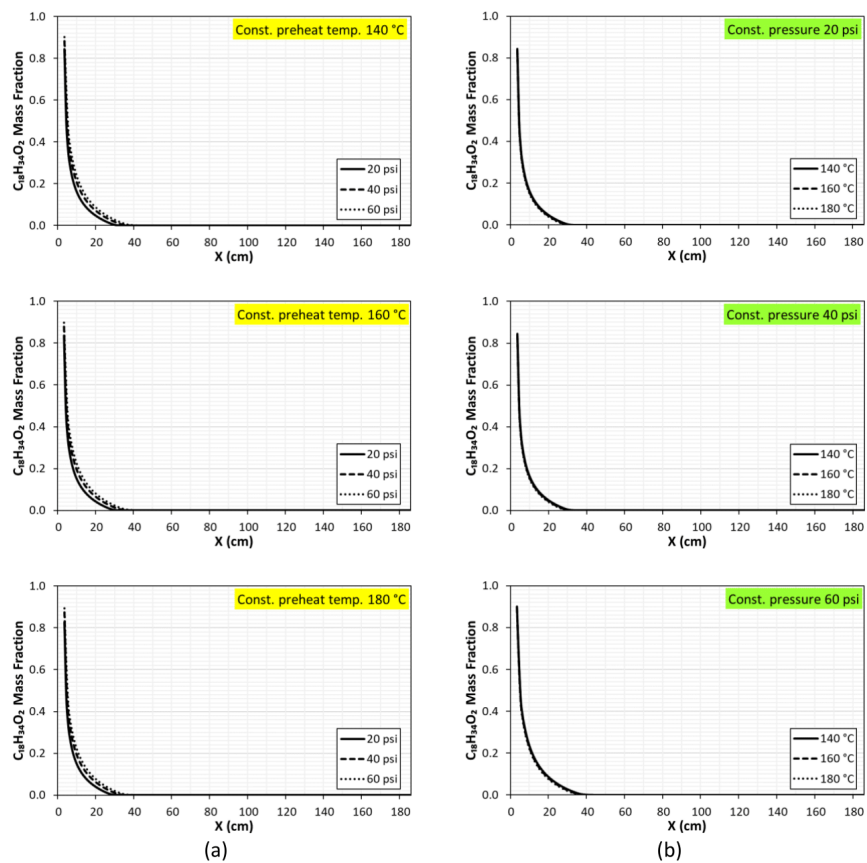 Const. preheat temp. 140 °C
C₁₈H₃₄O₂ Mass Fraction
1.0
0.8
0.6
0.4
0.2
0.0
20 psi
40 psi
60 psi
0 20 40 60 80 100 120 140 160 180
X (cm)
Const. pressure 20 psi
C₁₈H₃₄O₂ Mass Fraction
1.0
0.8
0.6
0.4
0.2
0.0
140 °C
160 °C
180 °C
0 20 40 60 80 100 120 140 160 180
X (cm)
Const. preheat temp. 160 °C
C₁₈H₃₄O₂ Mass Fraction
1.0
0.8
0.6
0.4
0.2
0.0
20 psi
40 psi
60 psi
0 20 40 60 80 100 120 140 160 180
X (cm)
Const. pressure 40 psi
C₁₈H₃₄O₂ Mass Fraction
1.0
0.8
0.6
0.4
0.2
0.0
140 °C
160 °C
180 °C
0 20 40 60 80 100 120 140 160 180
X (cm)
Const. preheat temp. 180 °C
C₁₈H₃₄O₂ Mass Fraction
1.0
0.8
0.6
0.4
0.2
0.0
20 psi
40 psi
60 psi
0 20 40 60 80 100 120 140 160 180
X (cm)
Const. pressure 60 psi
C₁₈H₃₄O₂ Mass Fraction
1.0
0.8
0.6
0.4
0.2
0.0
140 °C
160 °C
180 °C
0 20 40 60 80 100 120 140 160 180
X (cm)
(a)
(b)